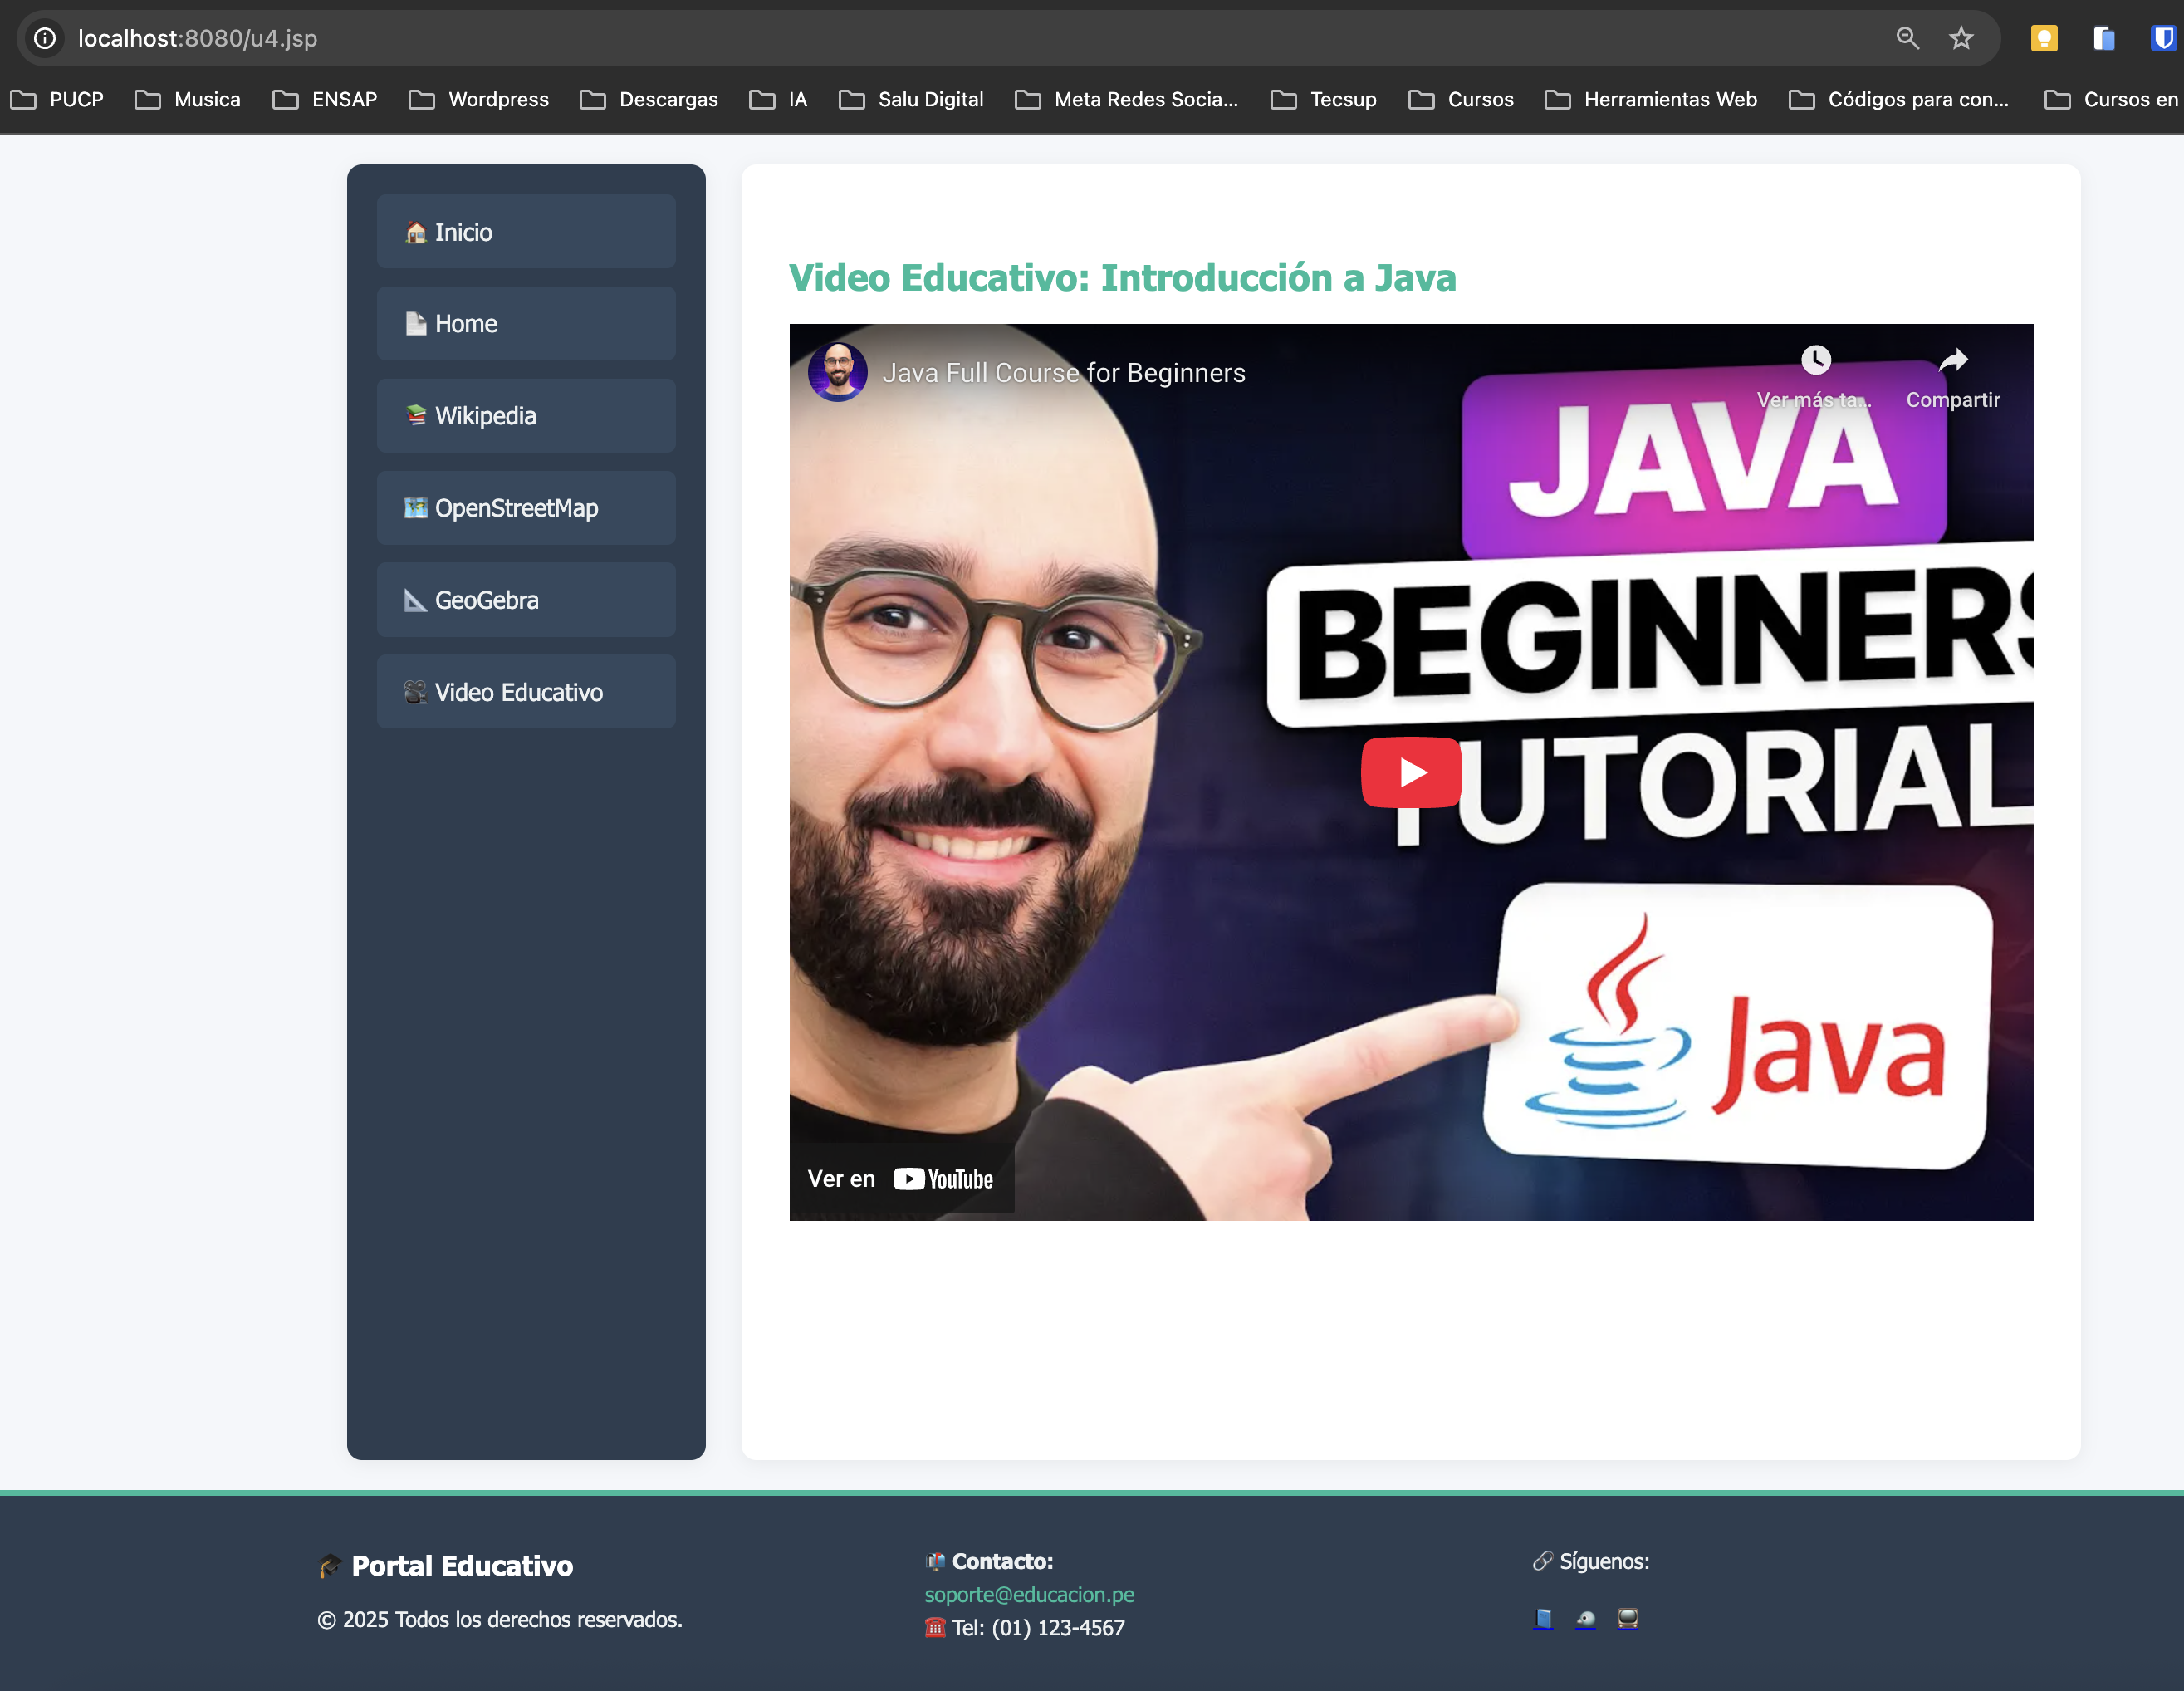 localhost:8080/u4.jsp
PUCP Musica ENSAP Wordpress Descargas IA Salu Digital Meta Redes Socia... Tecsup Cursos Herramientas Web Códigos para con... Cursos en
Inicio
Home
Wikipedia
OpenStreetMap
GeoGebra
Video Educativo
Video Educativo: Introducción a Java
Java Full Course for Beginners
Ver más ta... Compartir
JAVA
BEGINNERS
TUTORIAL
Java
Ver en YouTube
Portal Educativo
© 2025 Todos los derechos reservados.
Contacto:
soporte@educacion.pe
Tel: (01) 123-4567
Síguenos: